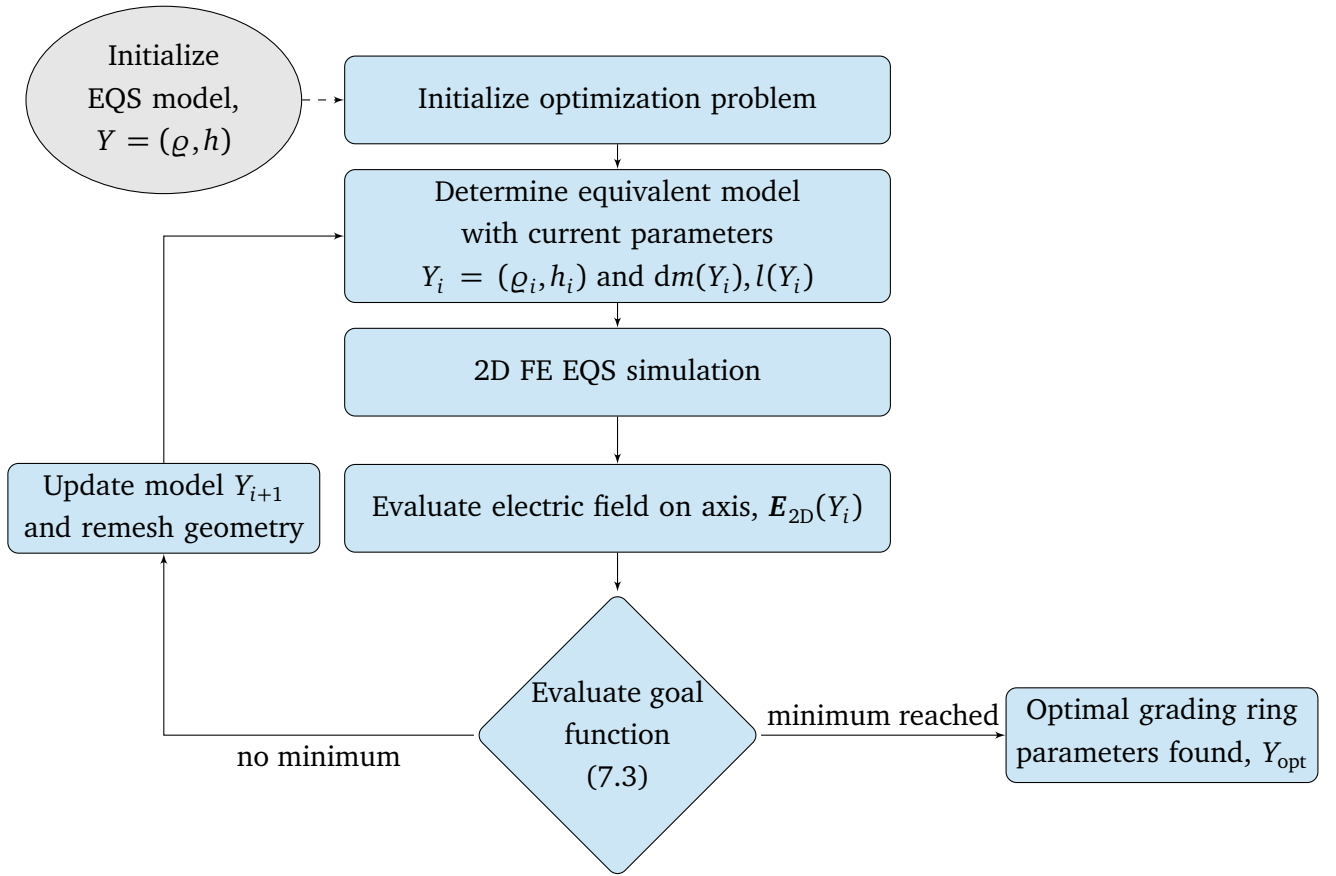 Initialize
EQS model,
Y = (ϱ, h)
Initialize optimization problem
Determine equivalent model
with current parameters
Yᵢ = (ϱᵢ, hᵢ) and dm(Yᵢ), l(Yᵢ)
2D FE EQS simulation
Update model Yᵢ₊₁
and remesh geometry
Evaluate electric field on axis, E₂D(Yᵢ)
Evaluate goal
function
(7.3)
no minimum
minimum reached
Optimal grading ring
parameters found, Y_opt